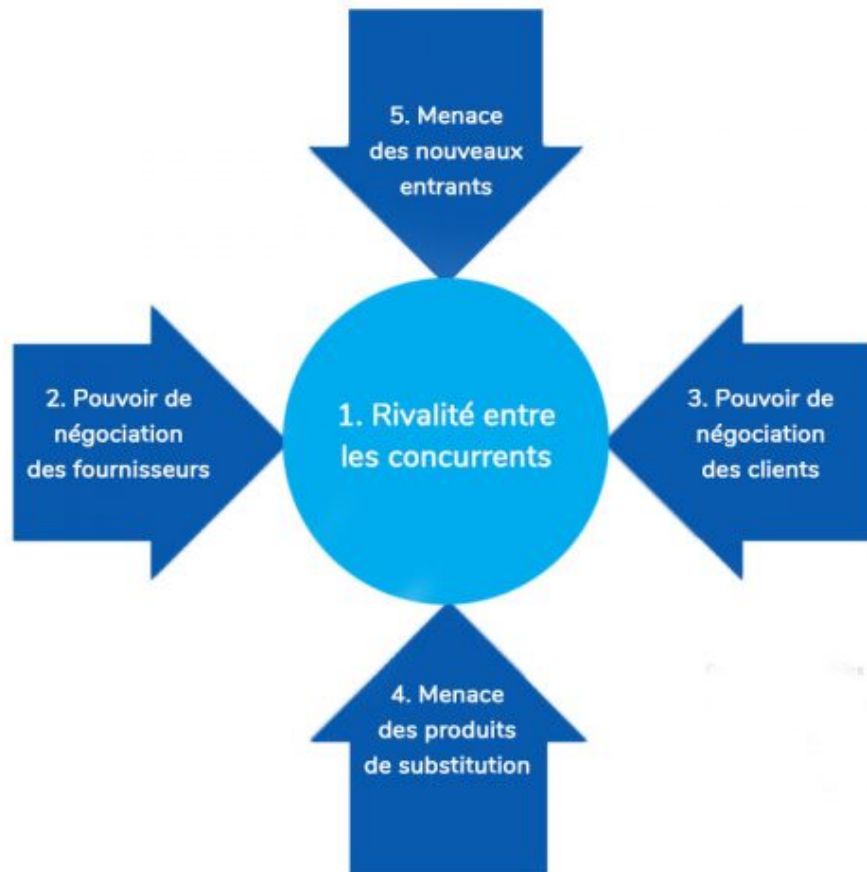 5. Menace
des nouveaux
entrants
2. Pouvoir de
négociation
des fournisseurs
1. Rivalité entre
les concurrents
3. Pouvoir de
négociation
des clients
4. Menace
des produits
de substitution